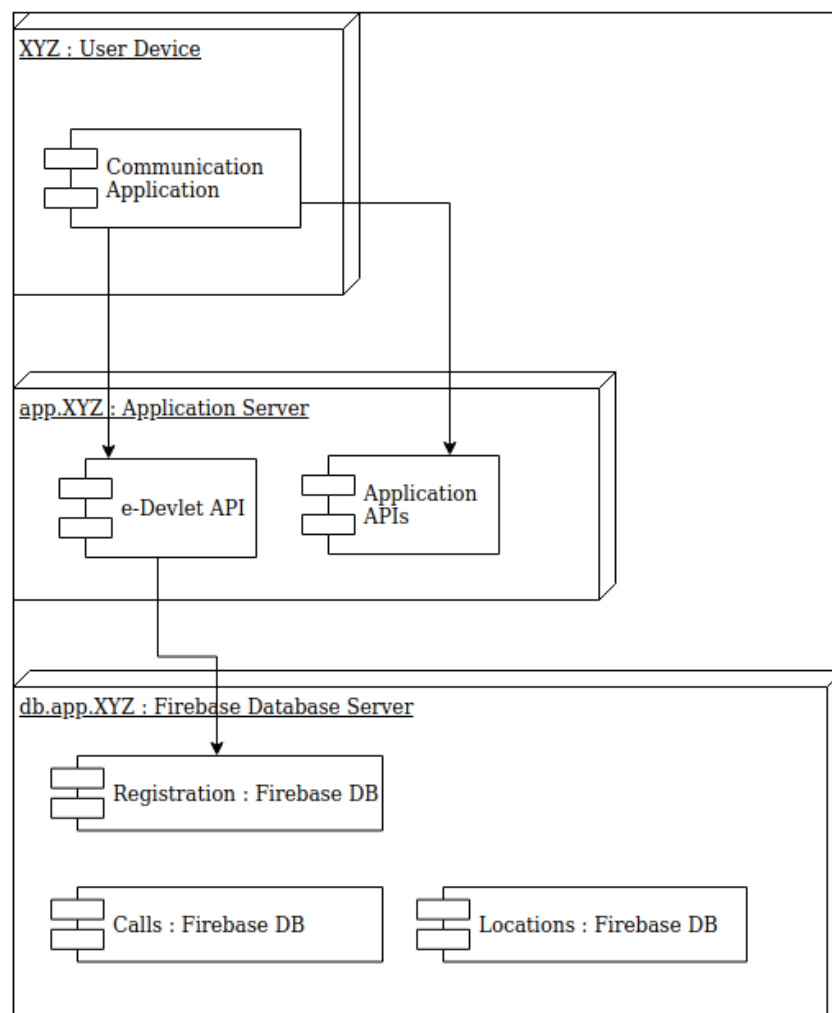 XYZ : User Device
Communication
Application
app.XYZ : Application Server
e-Devlet API
Application
APIs
db.app.XYZ : Firebase Database Server
Registration : Firebase DB
Calls : Firebase DB
Locations : Firebase DB